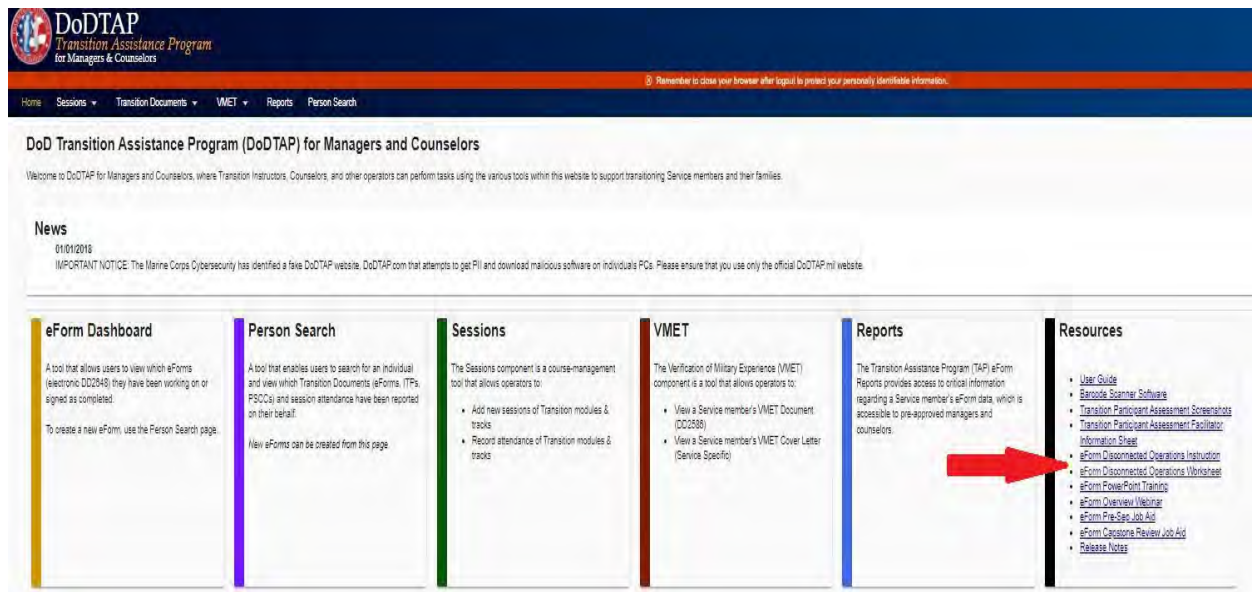 DoDTAP
Transition Assistance Program
for Managers & Counselors
Remember to close your browser after logout to protect your personally identifiable information.
Home Sessions Transition Documents VMET Reports Person Search
DoD Transition Assistance Program (DoDTAP) for Managers and Counselors
Welcome to DoDTAP for Managers and Counselors, where Transition Instructors, Counselors, and other operators can perform tasks using the various tools within this website to support transitioning Service members and their families.
News
01/01/2018
IMPORTANT NOTICE: The Marine Corps Cybersecurity has identified a fake DoDTAP website, DoDTAP.com that attempts to get PII and download malicious software on individuals PCs. Please ensure that you use only the official DoDTAP.mil website.
eForm Dashboard
A tool that allows users to view which eForms
(electronic DD2648) they have been working on or
signed as completed.
To create a new eForm, use the Person Search page.
Person Search
A tool that enables users to search for an individual
and view which Transition Documents (eForms, ITPs,
PSCCs) and session attendance have been reported
on their behalf.
New eForms can be created from this page.
Sessions
The Sessions component is a course-management
tool that allows operators to:
Add new sessions of Transition modules &
tracks
Record attendance of Transition modules &
tracks
VMET
The Verification of Military Experience (VMET)
component is a tool that allows operators to:
View a Service member's VMET Document
(DD2586)
View a Service member's VMET Cover Letter
(Service Specific)
Reports
The Transition Assistance Program (TAP) eForm
Reports provides access to critical information
regarding a Service member's eForm data, which is
accessible to pre-approved managers and
counselors.
Resources
User Guide
Barcode Scanner Software
Transition Participant Assessment Screenshots
Transition Participant Assessment Facilitator
Information Sheet
eForm Disconnected Operations Instruction
eForm Disconnected Operations Worksheet
eForm PowerPoint Training
eForm Overview Webinar
eForm Pre-Sep Job Aid
eForm Capstone Review Job Aid
Release Notes